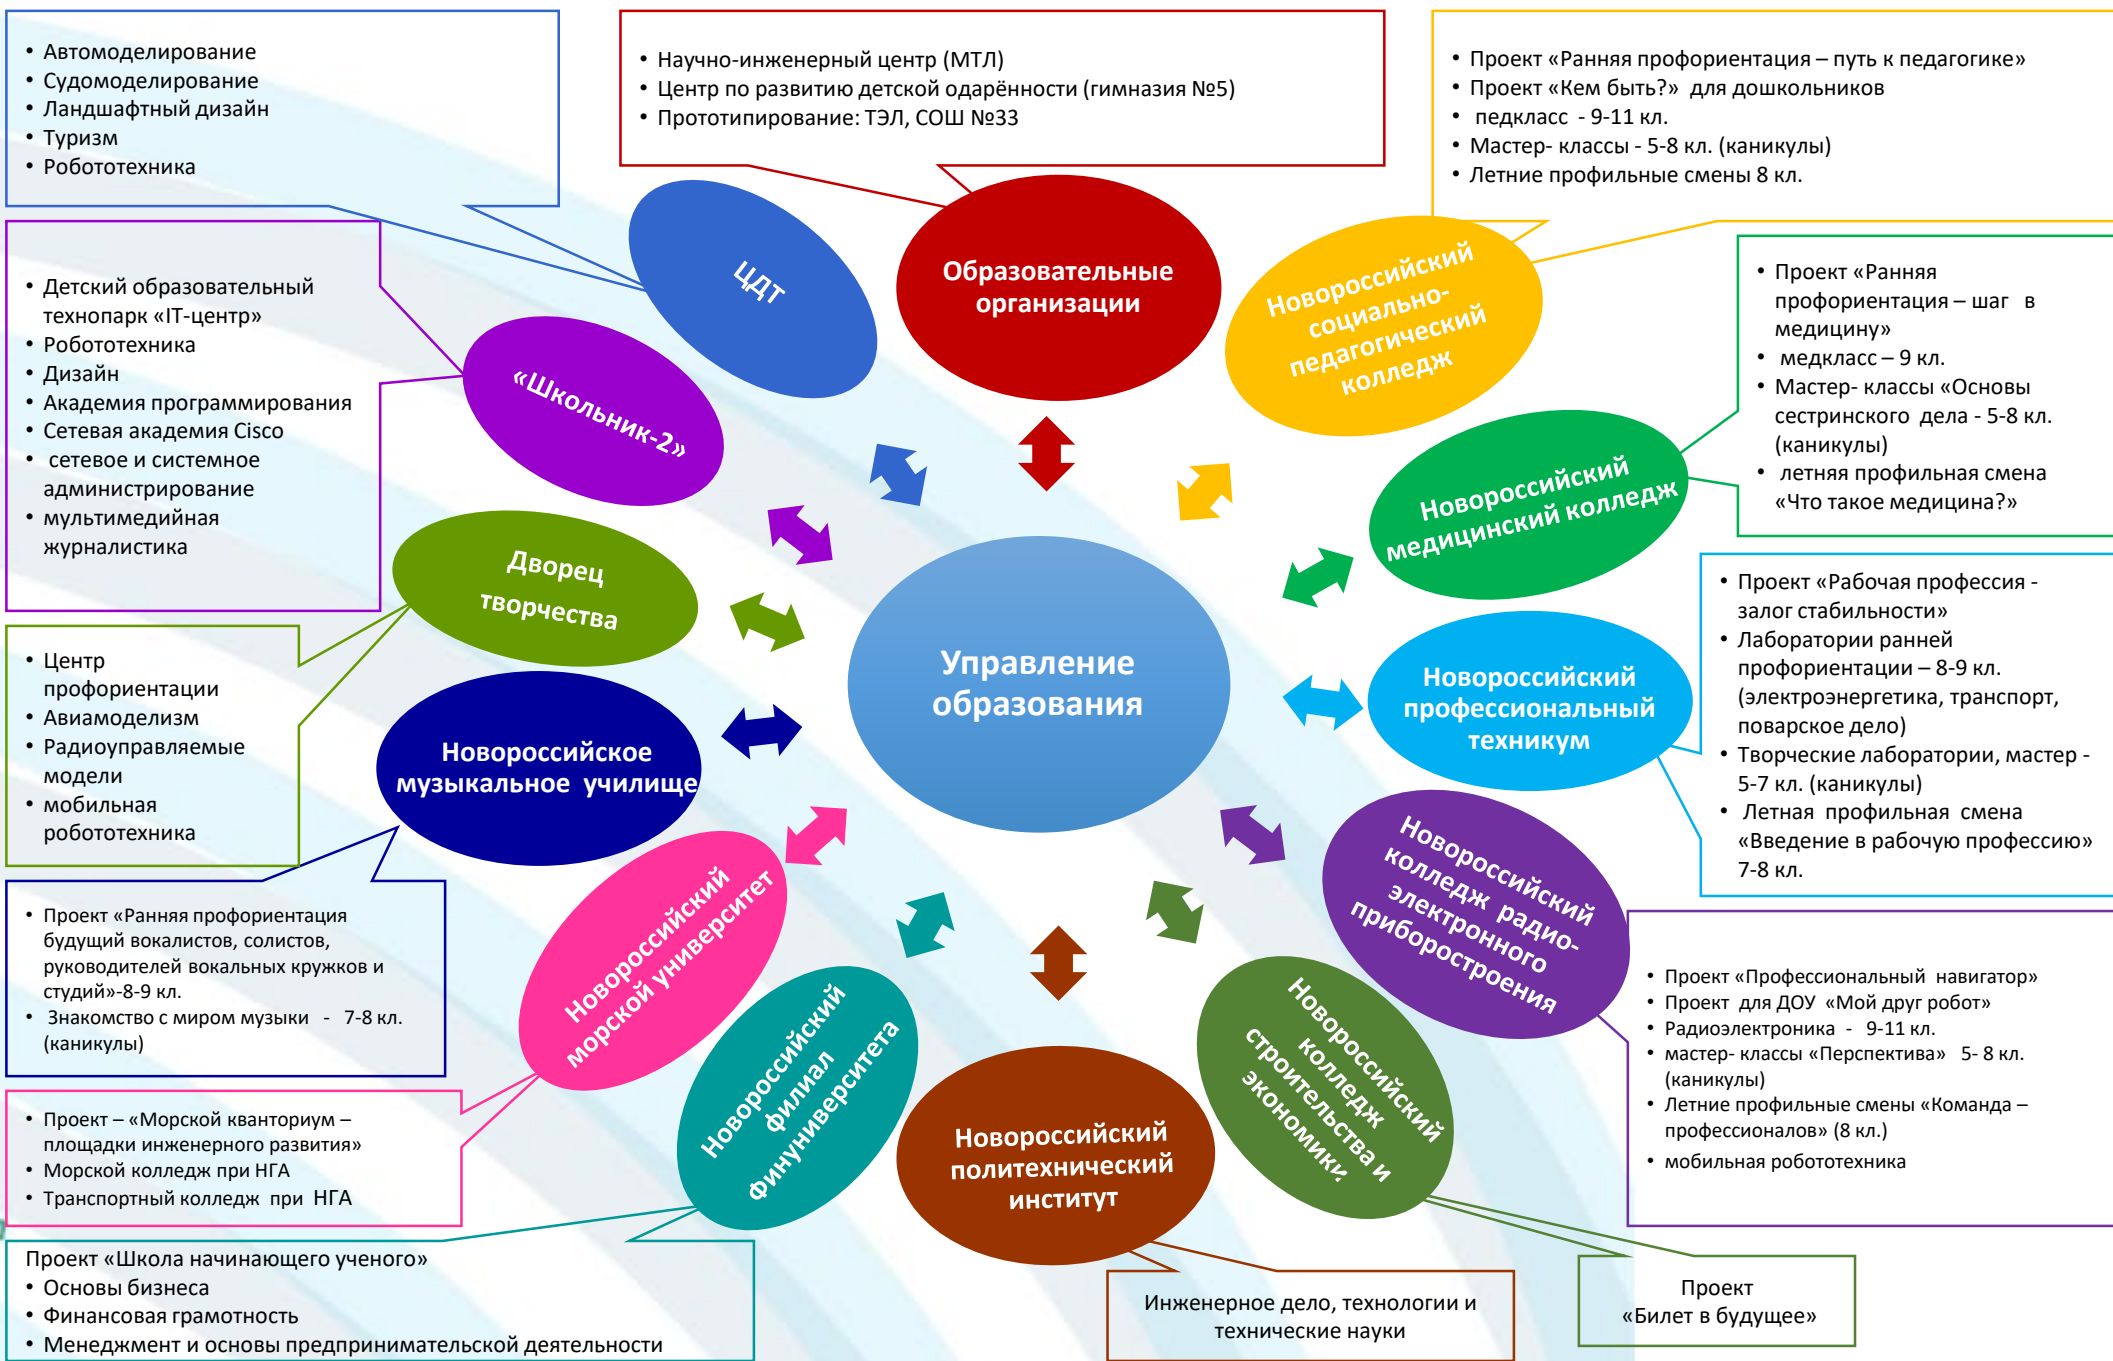 • Автомоделирование
• Судомоделирование
• Ландшафтный дизайн
• Туризм
• Робототехника
• Научно-инженерный центр (МТЛ)
• Центр по развитию детской одарённости (гимназия №5)
• Прототипирование: ТЭЛ, СОШ №33
• Проект «Ранняя профориентация – путь к педагогике»
• Проект «Кем быть?» для дошкольников
• педкласс - 9-11 кл.
• Мастер- классы - 5-8 кл. (каникулы)
• Летние профильные смены 8 кл.
ЦДТ
Образовательные
организации
Новороссийский
социально-
педагогический
колледж
• Детский образовательный
технопарк «IT-центр»
• Робототехника
• Дизайн
• Академия программирования
• Сетевая академия Cisco
• сетевое и системное
администрирование
• мультимедийная
журналистика
«Школьник-2»
• Проект «Ранняя
профориентация – шаг в
медицину»
• медкласс – 9 кл.
• Мастер- классы «Основы
сестринского дела - 5-8 кл.
(каникулы)
• летняя профильная смена
«Что такое медицина?»
Новороссийский
медицинский колледж
Дворец
творчества
Управление
образования
• Проект «Рабочая профессия -
залог стабильности»
• Лаборатории ранней
профориентации – 8-9 кл.
(электроэнергетика, транспорт,
поварское дело)
• Творческие лаборатории, мастер -
5-7 кл. (каникулы)
• Летная профильная смена
«Введение в рабочую профессию»
7-8 кл.
Новороссийский
профессиональный
техникум
• Центр
профориентации
• Авиамоделизм
• Радиоуправляемые
модели
• мобильная
робототехника
Новороссийское
музыкальное училище
Новороссийский
колледж радио-
электронного
приборостроения
• Проект «Ранняя профориентация
будущий вокалистов, солистов,
руководителей вокальных кружков и
студий»-8-9 кл.
• Знакомство с миром музыки - 7-8 кл.
(каникулы)
Новороссийский
морской университет
• Проект «Профессиональный навигатор»
• Проект для ДОУ «Мой друг робот»
• Радиоэлектроника - 9-11 кл.
• мастер- классы «Перспектива» 5- 8 кл.
(каникулы)
• Летние профильные смены «Команда –
профессионалов» (8 кл.)
• мобильная робототехника
Новороссийский
филиал
Финуниверситета
Новороссийский
политехнический
институт
Новороссийский
колледж
строительства и
экономики
• Проект – «Морской кванториум –
площадки инженерного развития»
• Морской колледж при НГА
• Транспортный колледж при НГА
Проект «Школа начинающего ученого»
• Основы бизнеса
• Финансовая грамотность
• Менеджмент и основы предпринимательской деятельности
Инженерное дело, технологии и
технические науки
Проект
«Билет в будущее»